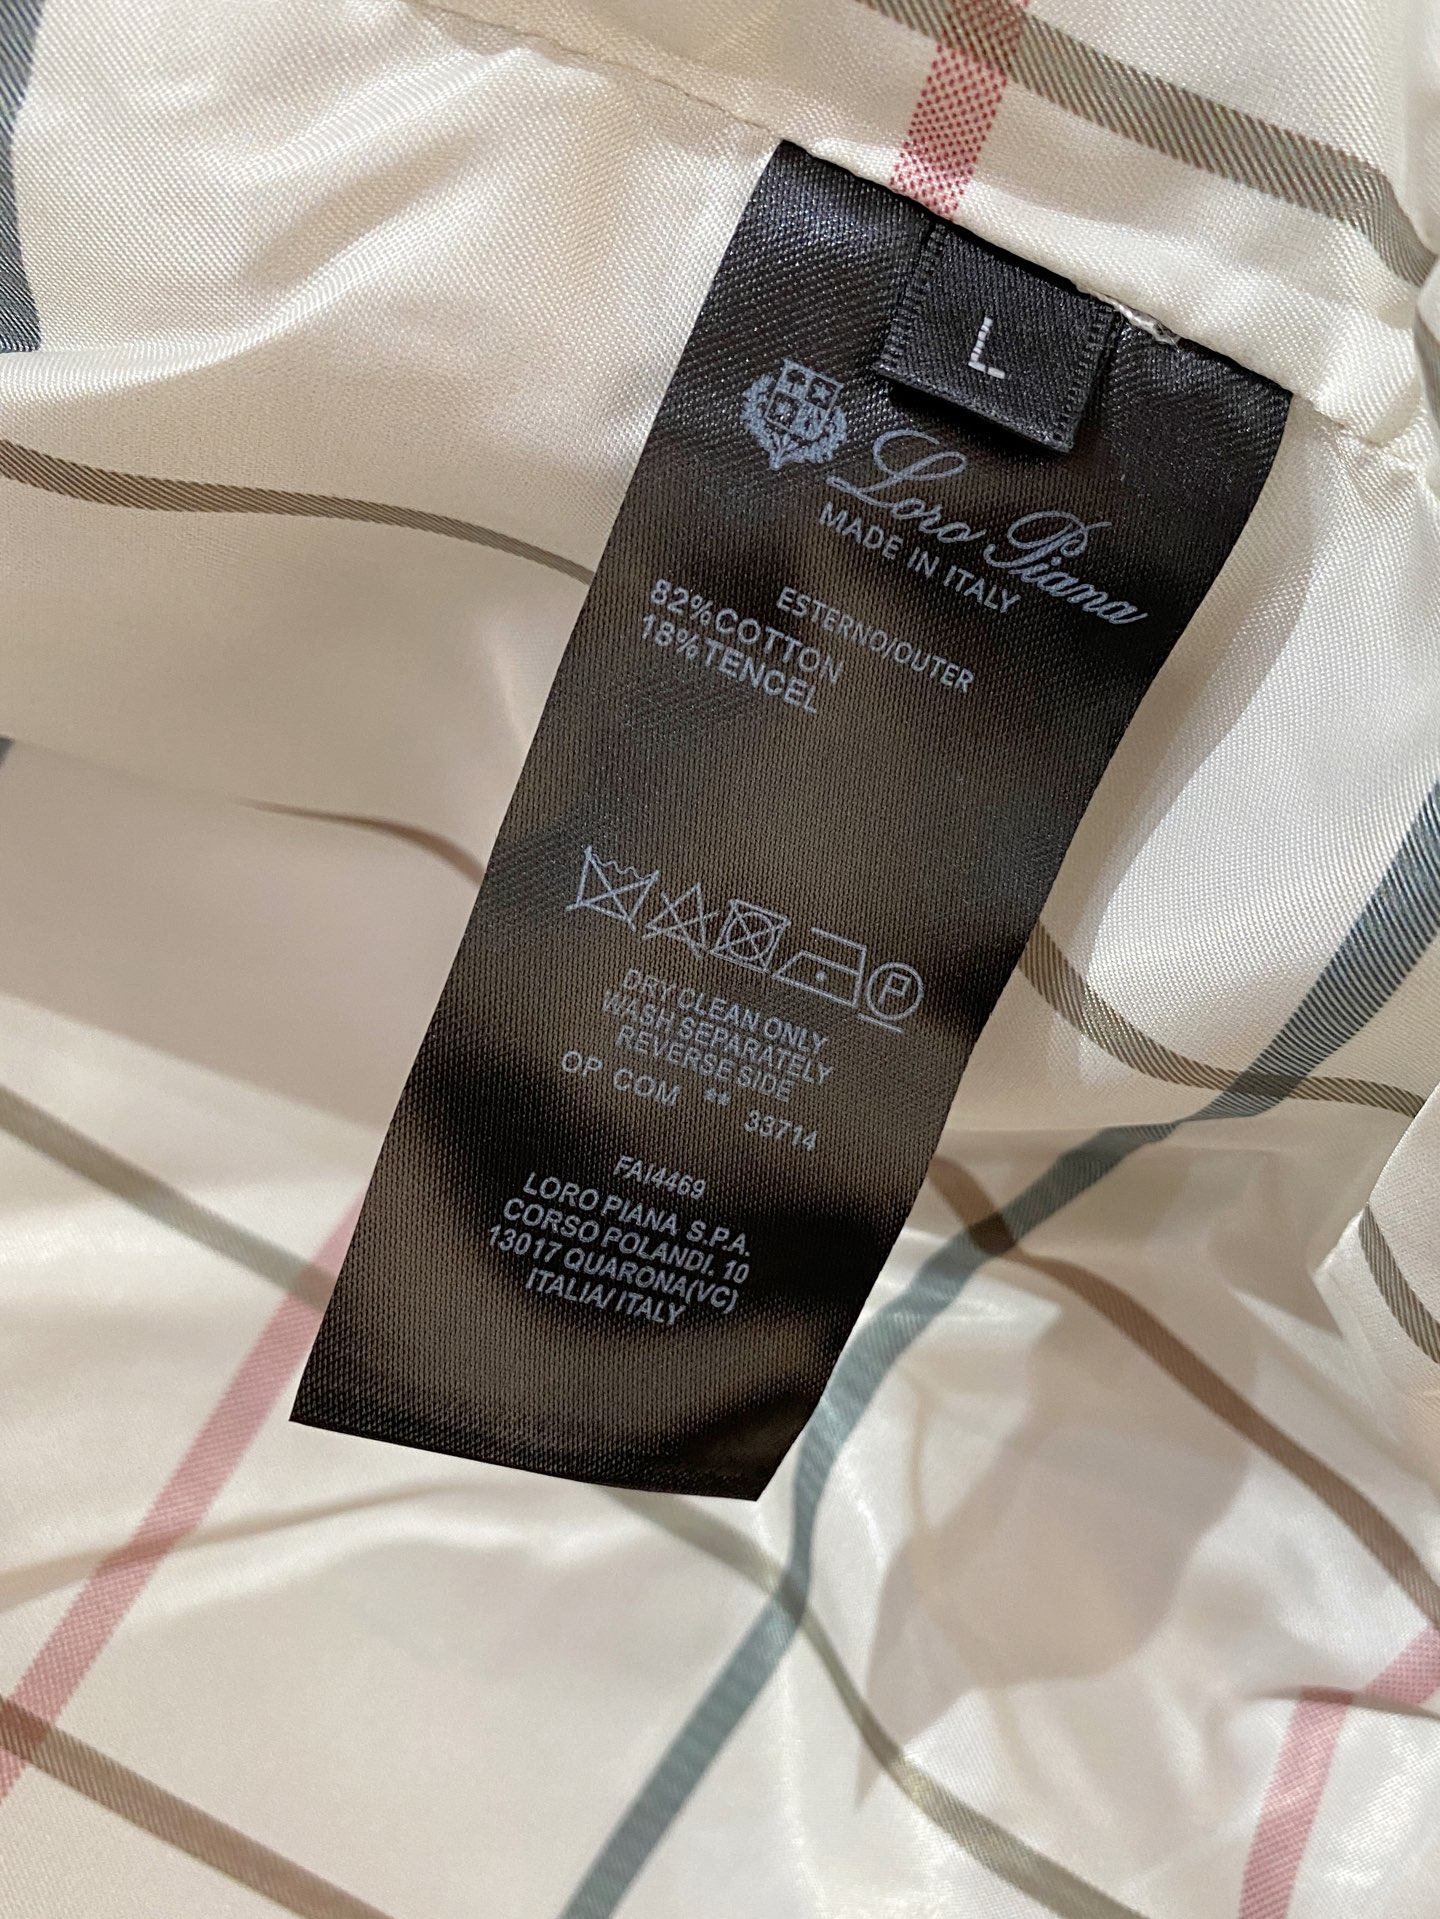 L
Loro Piana
MADE IN ITALY
ESTERNO/OUTER
82%COTTON
18%TENCEL
P
DRY CLEAN ONLY
WASH SEPARATELY
REVERSE SIDE
OP COM ** 33714
FAI4469
LORO PIANA S.P.A.
CORSO POLANDI. 10
13017 QUARONA(VC)
ITALIA/ITALY